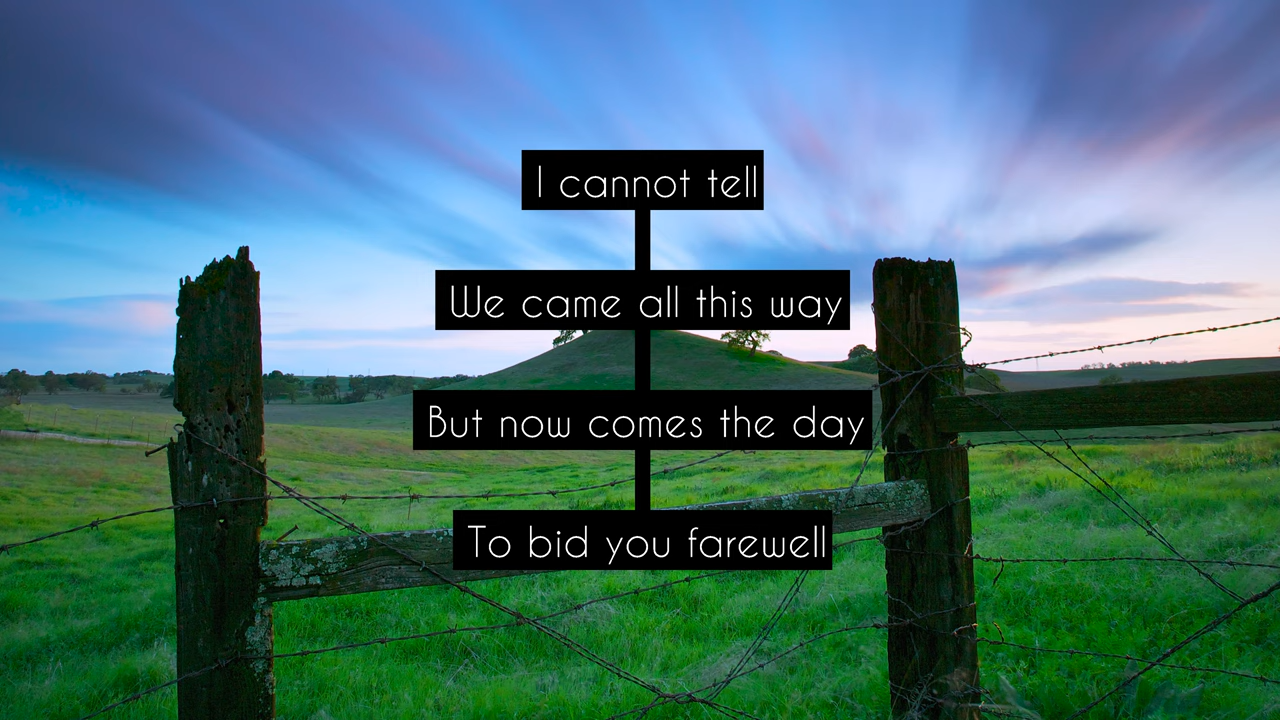 I cannot tell
We came all this way
But now comes the day
To bid you farewell